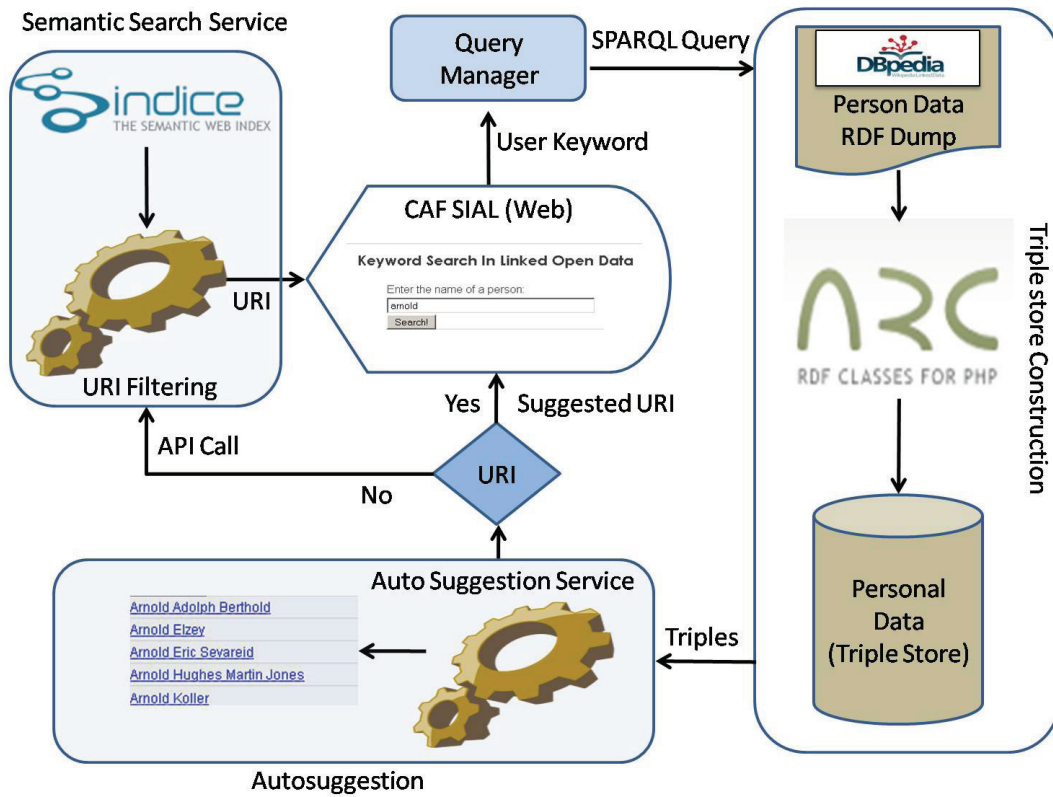 Semantic Search Service
indice
THE SEMANTIC WEB INDEX
URI Filtering
URI
API Call
No
Query
Manager
SPARQL Query
User Keyword
CAF SIAL (Web)
Keyword Search In Linked Open Data
Enter the name of a person:
arnold
Search!
Yes
Suggested URI
URI
DBpedia
Person Data
RDF Dump
ARC
RDF CLASSES FOR PHP
Personal
Data
(Triple Store)
Triple store Construction
Triples
Auto Suggestion Service
Arnold Adolph Berthold
Arnold Elzey
Arnold Eric Sevareid
Arnold Hughes Martin Jones
Arnold Koller
Autosuggestion